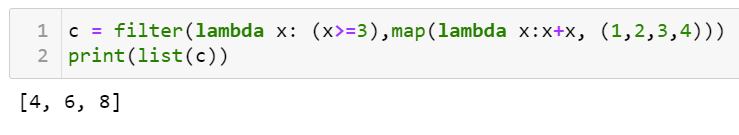 1 c = filter(lambda x: (x>=3),map(lambda x:x+x, (1,2,3,4)))
2 print(list(c))
[4, 6, 8]